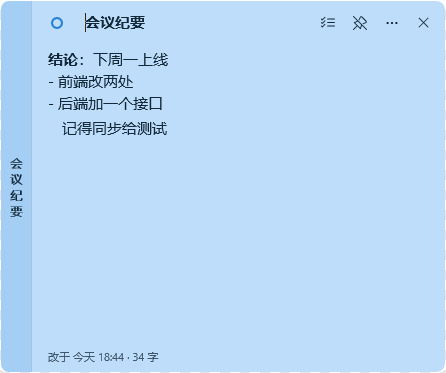 会议纪要
会议纪要
结论：下周一上线
- 前端改两处
- 后端加一个接口
记得同步给测试
改于 今天 18:44 · 34 字